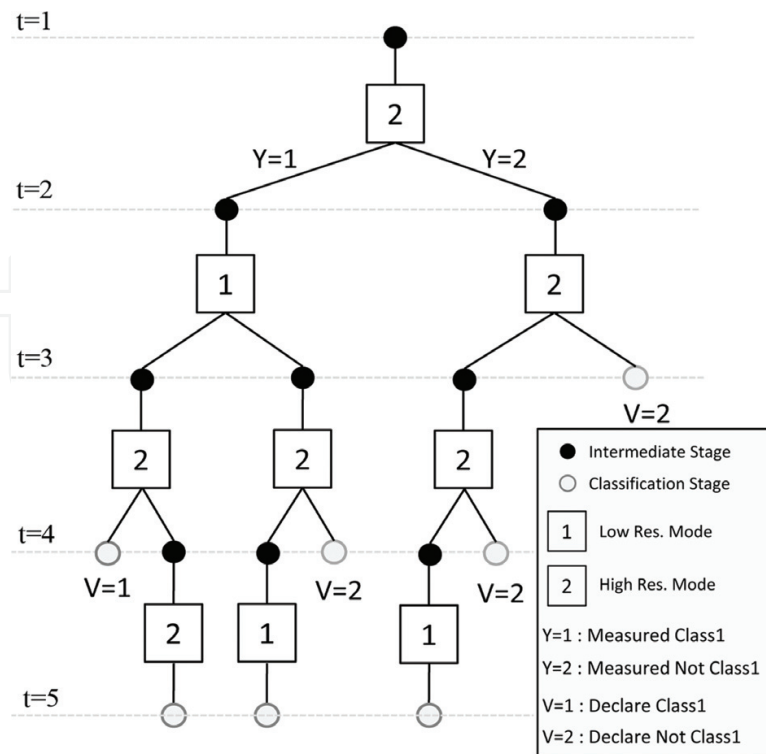 t=1
2
Y=1
Y=2
t=2
1
2
t=3
V=2
2
2
2
Intermediate Stage
Classification Stage
t=4
1
Low Res. Mode
V=1
V=2
V=2
2
High Res. Mode
2
1
1
Y=1 : Measured Class1
Y=2 : Measured Not Class1
t=5
V=1 : Declare Class1
V=2 : Declare Not Class1